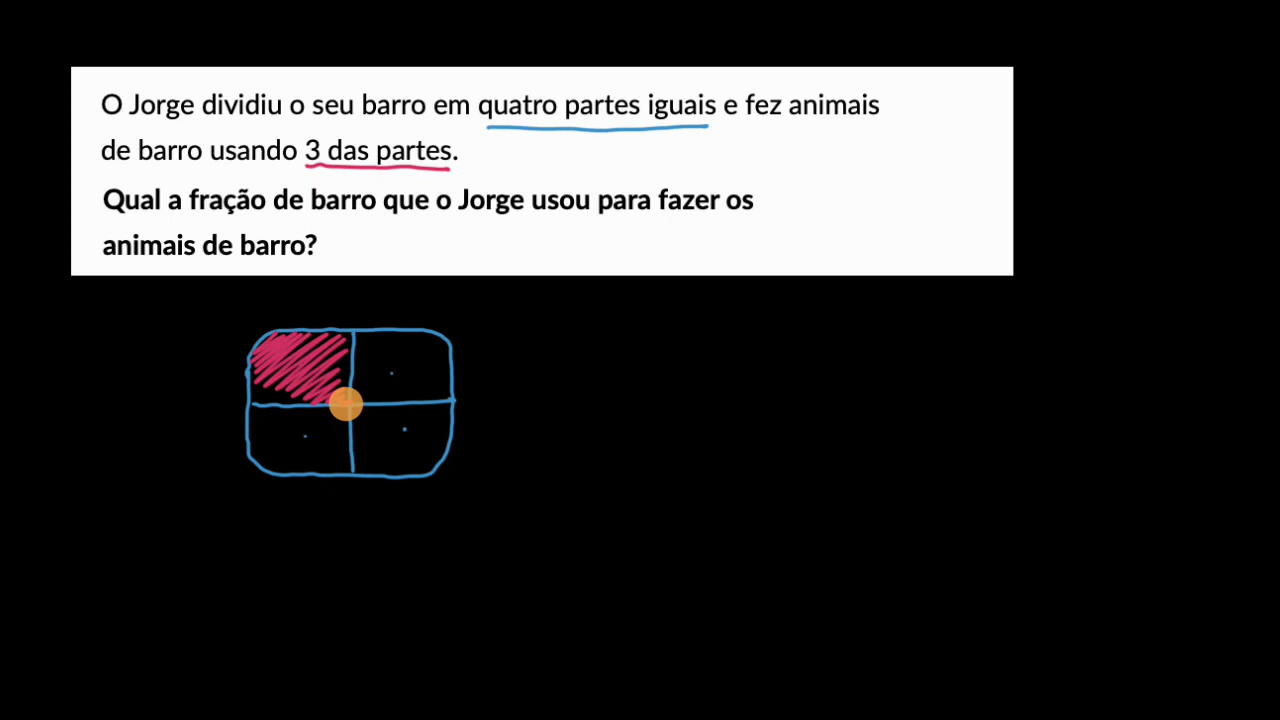 O Jorge dividiu o seu barro em quatro partes iguais e fez animais
de barro usando 3 das partes.
Qual a fração de barro que o Jorge usou para fazer os
animais de barro?